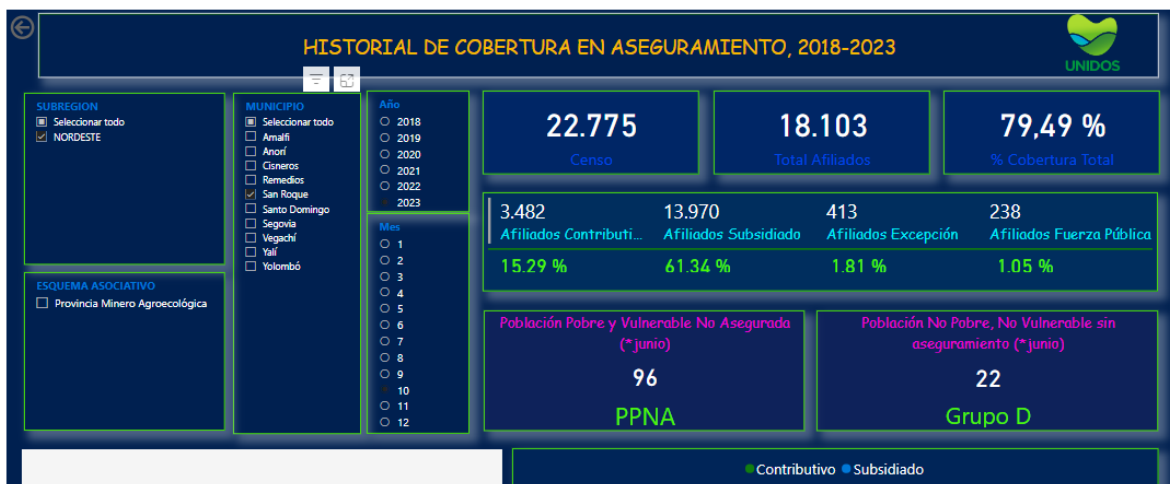 HISTORIAL DE COBERTURA EN ASEGURAMIENTO, 2018-2023
UNIDOS
SUBREGION
Seleccionar todo
NORDESTE
ESQUEMA ASOCIATIVO
Provincia Minero Agroecológica
MUNICIPIO
Seleccionar todo
Amalfi
Anorí
Cisneros
Remedios
San Roque
Santo Domingo
Segovia
Vegachí
Yalí
Yolombó
Año
2018
2019
2020
2021
2022
2023
Mes
1
2
3
4
5
6
7
8
9
10
11
12
22.775
Censo
18.103
Total Afiliados
79,49 %
% Cobertura Total
3.482 13.970 413 238
Afiliados Contributi... Afiliados Subsidiado Afiliados Excepción Afiliados Fuerza Pública
15.29 % 61.34 % 1.81 % 1.05 %
Población Pobre y Vulnerable No Asegurada
(*junio)
96
PPNA
Población No Pobre, No Vulnerable sin
aseguramiento (*junio)
22
Grupo D
Contributivo Subsidiado